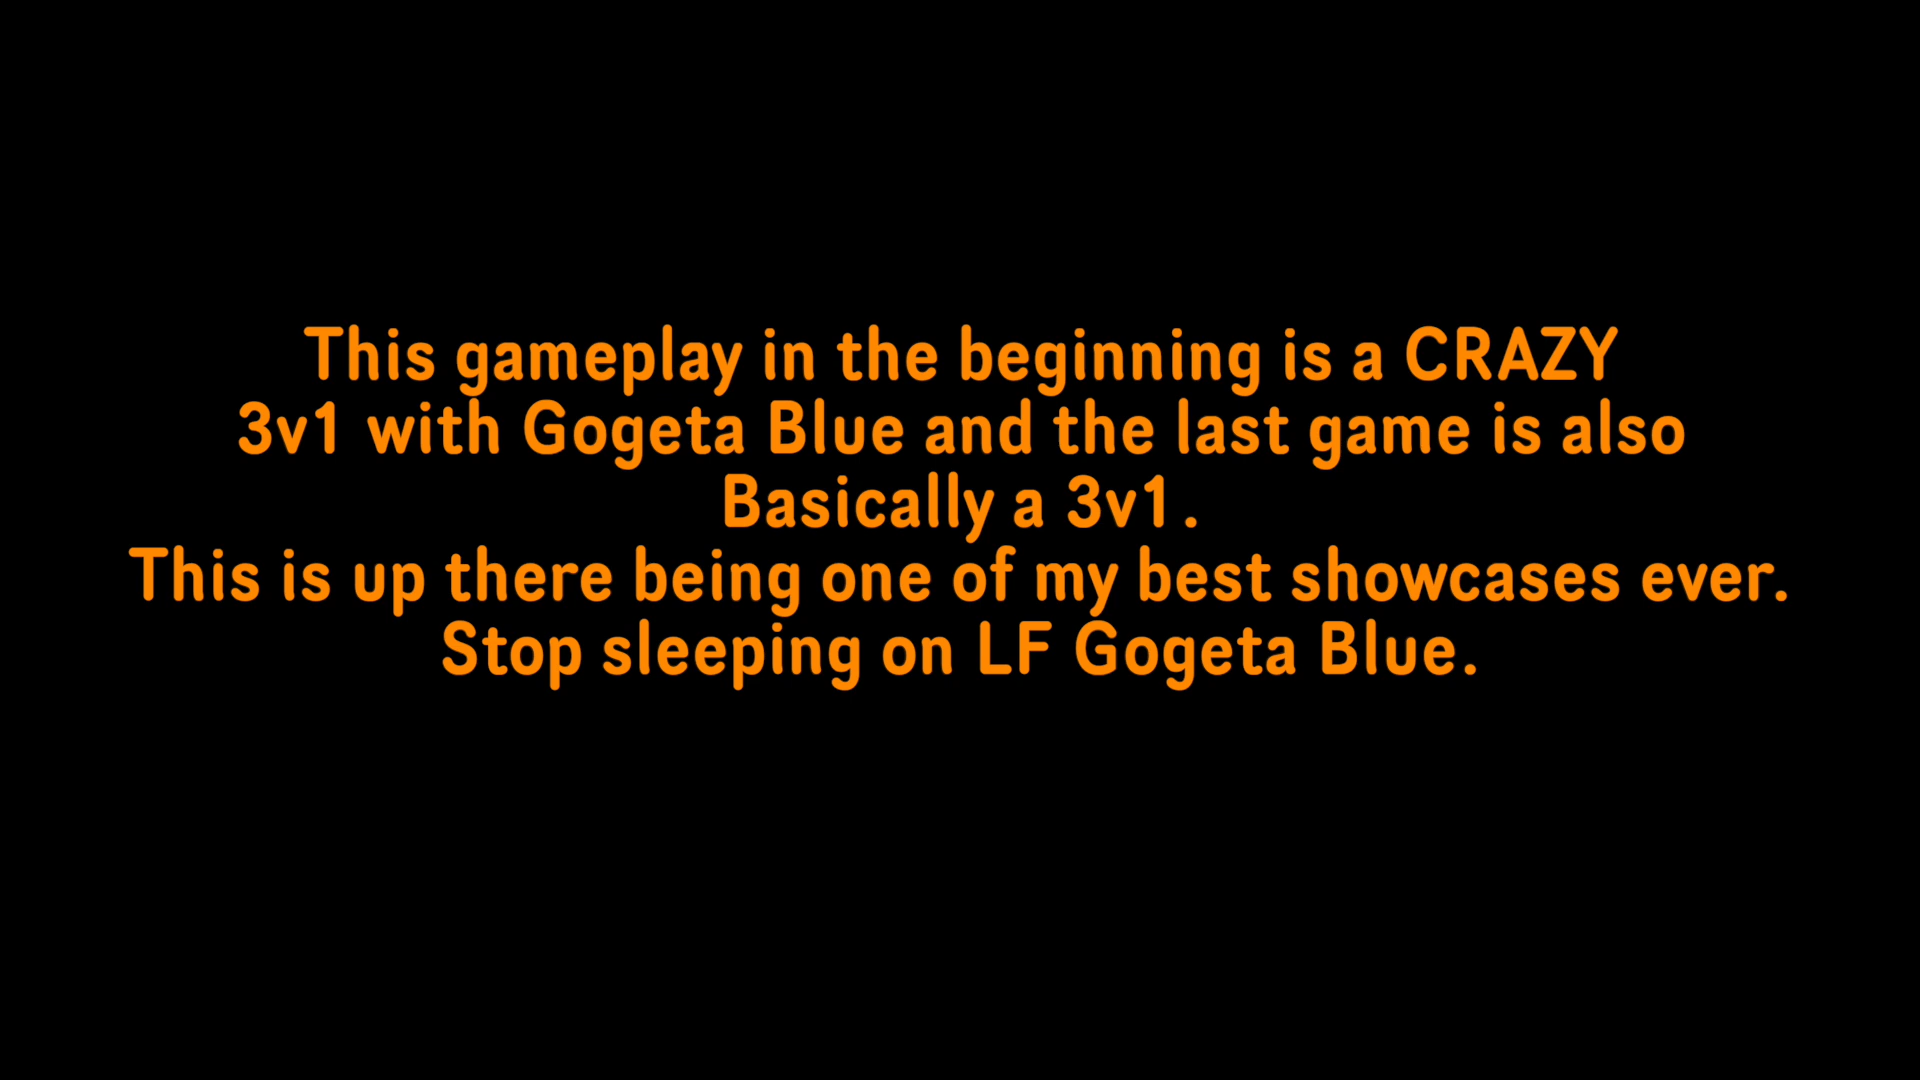 This gameplay in the beginning is a CRAZY
3v1 with Gogeta Blue and the last game is also
Basically a 3v1.
This is up there being one of my best showcases ever.
Stop sleeping on LF Gogeta Blue.